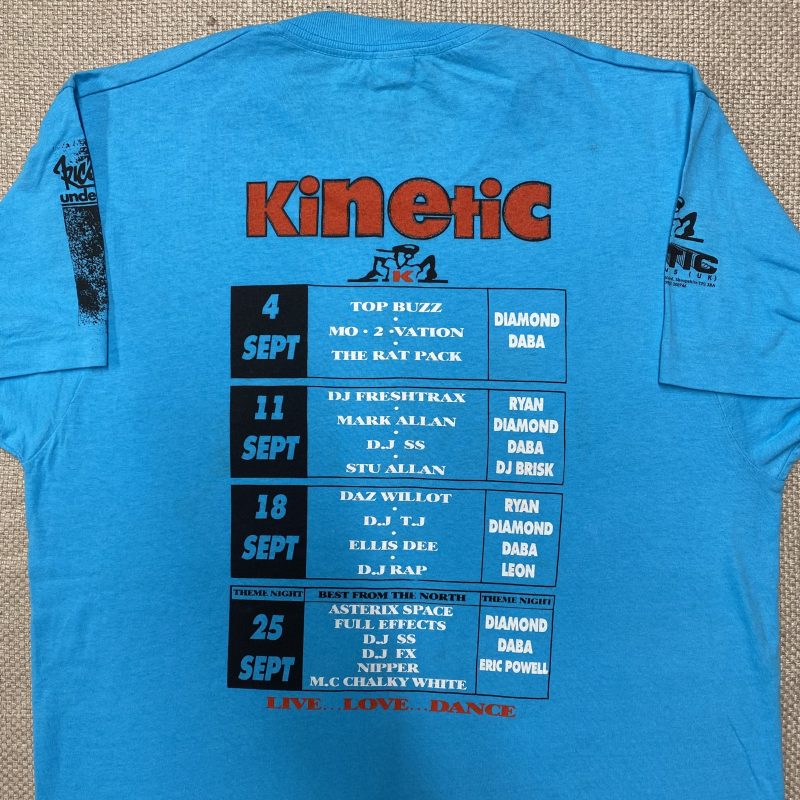 Kinetic
K
4
SEPT
TOP BUZZ
•
MO • 2 • VATION
•
THE RAT PACK
DIAMOND
DABA
11
SEPT
DJ FRESHTRAX
•
MARK ALLAN
•
D.J SS
•
STU ALLAN
RYAN
DIAMOND
DABA
DJ BRISK
18
SEPT
DAZ WILLOT
•
D.J T.J
•
ELLIS DEE
•
D.J RAP
RYAN
DIAMOND
DABA
LEON
THEME NIGHT
BEST FROM THE NORTH
THEME NIGHT
25
SEPT
ASTERIX SPACE
FULL EFFECTS
D.J SS
D.J FX
NIPPER
M.C CHALKY WHITE
DIAMOND
DABA
ERIC POWELL
LIVE...LOVE...DANCE
unde
TIC
(UK)